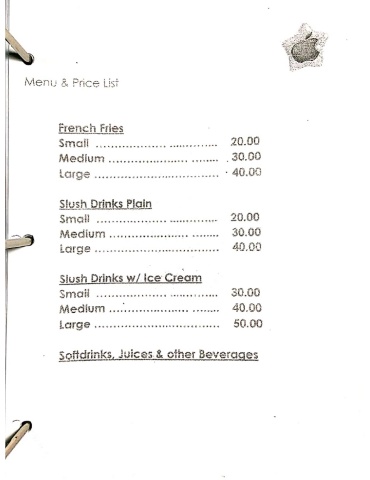 Menu & Price List
French Fries
Small .................. ............. 20.00
Medium ..................... ....... 30.00
Large ................................. 40.00
Slush Drinks Plain
Small .................. ............. 20.00
Medium ..................... ....... 30.00
Large ................................. 40.00
Slush Drinks w/ Ice Cream
Small .................. ............. 30.00
Medium ..................... ....... 40.00
Large ................................. 50.00
Softdrinks, Juices & other Beverages